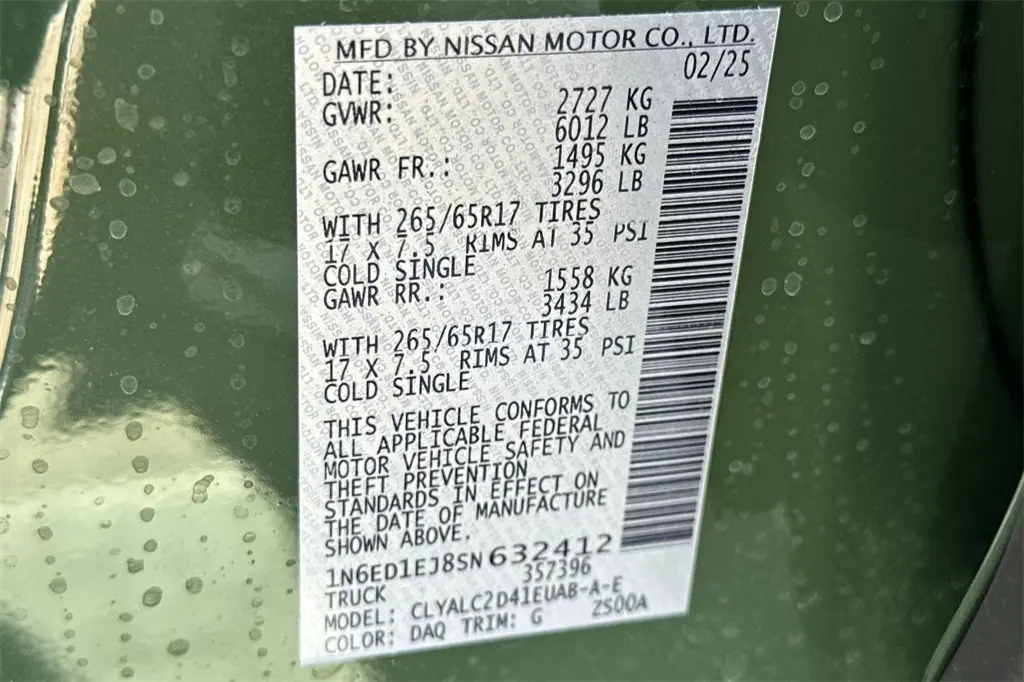 MFD BY NISSAN MOTOR CO., LTD.
DATE: 02/25
GVWR: 2727 KG
6012 LB
GAWR FR.: 1495 KG
3296 LB
WITH 265/65R17 TIRES
17 X 7.5 RIMS AT 35 PSI
COLD SINGLE
GAWR RR.: 1558 KG
3434 LB
WITH 265/65R17 TIRES
17 X 7.5 RIMS AT 35 PSI
COLD SINGLE
THIS VEHICLE CONFORMS TO
ALL APPLICABLE FEDERAL
MOTOR VEHICLE SAFETY AND
THEFT PREVENTION
STANDARDS IN EFFECT ON
THE DATE OF MANUFACTURE
SHOWN ABOVE.
1N6ED1EJ8SN632412
TRUCK 357396
MODEL: CLYALC2D41EUAB-A-E
COLOR: DAQ TRIM: G ZS00A